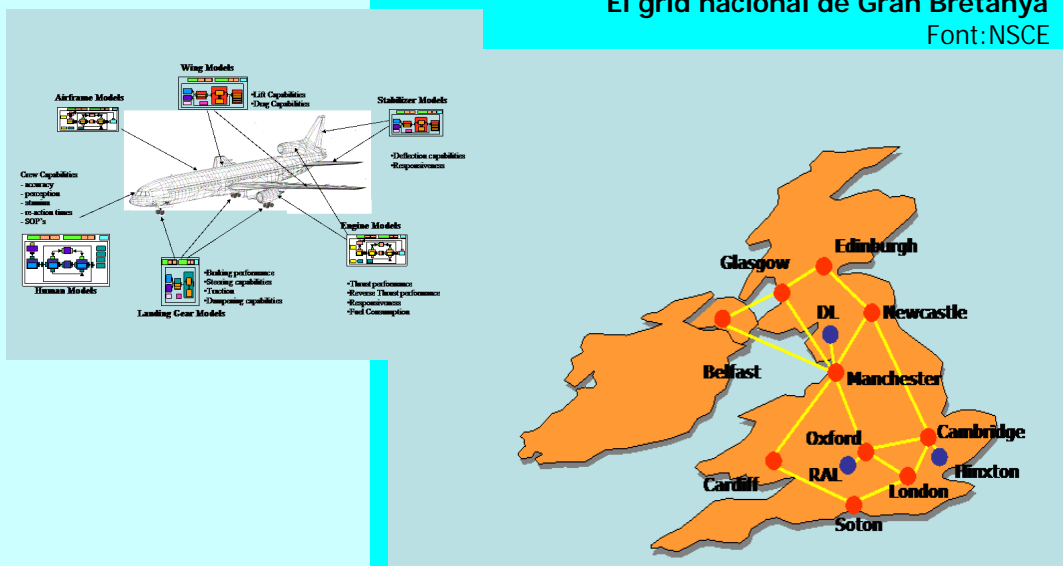 El grid nacional de Gran Bretanya
Font:NSCE
Wing Models
•Lift Capabilities
•Drag Capabilities
Airframe Models
Stabilizer Models
•Deflection capabilities
•Responsiveness
Crew Capabilities
- accuracy
- perception
- stamina
- re-action times
- SOP's
Human Models
Engine Models
•Braking performance
•Steering capabilities
•Traction
•Dampening capabilities
Landing Gear Models
•Thrust performance
•Reverse Thrust performance
•Responsiveness
•Fuel Consumption
Edinburgh
Glasgow
DL
Newcastle
Belfast
Manchester
Cambridge
Oxford
RAL
Hinxton
Cardiff
London
Soton